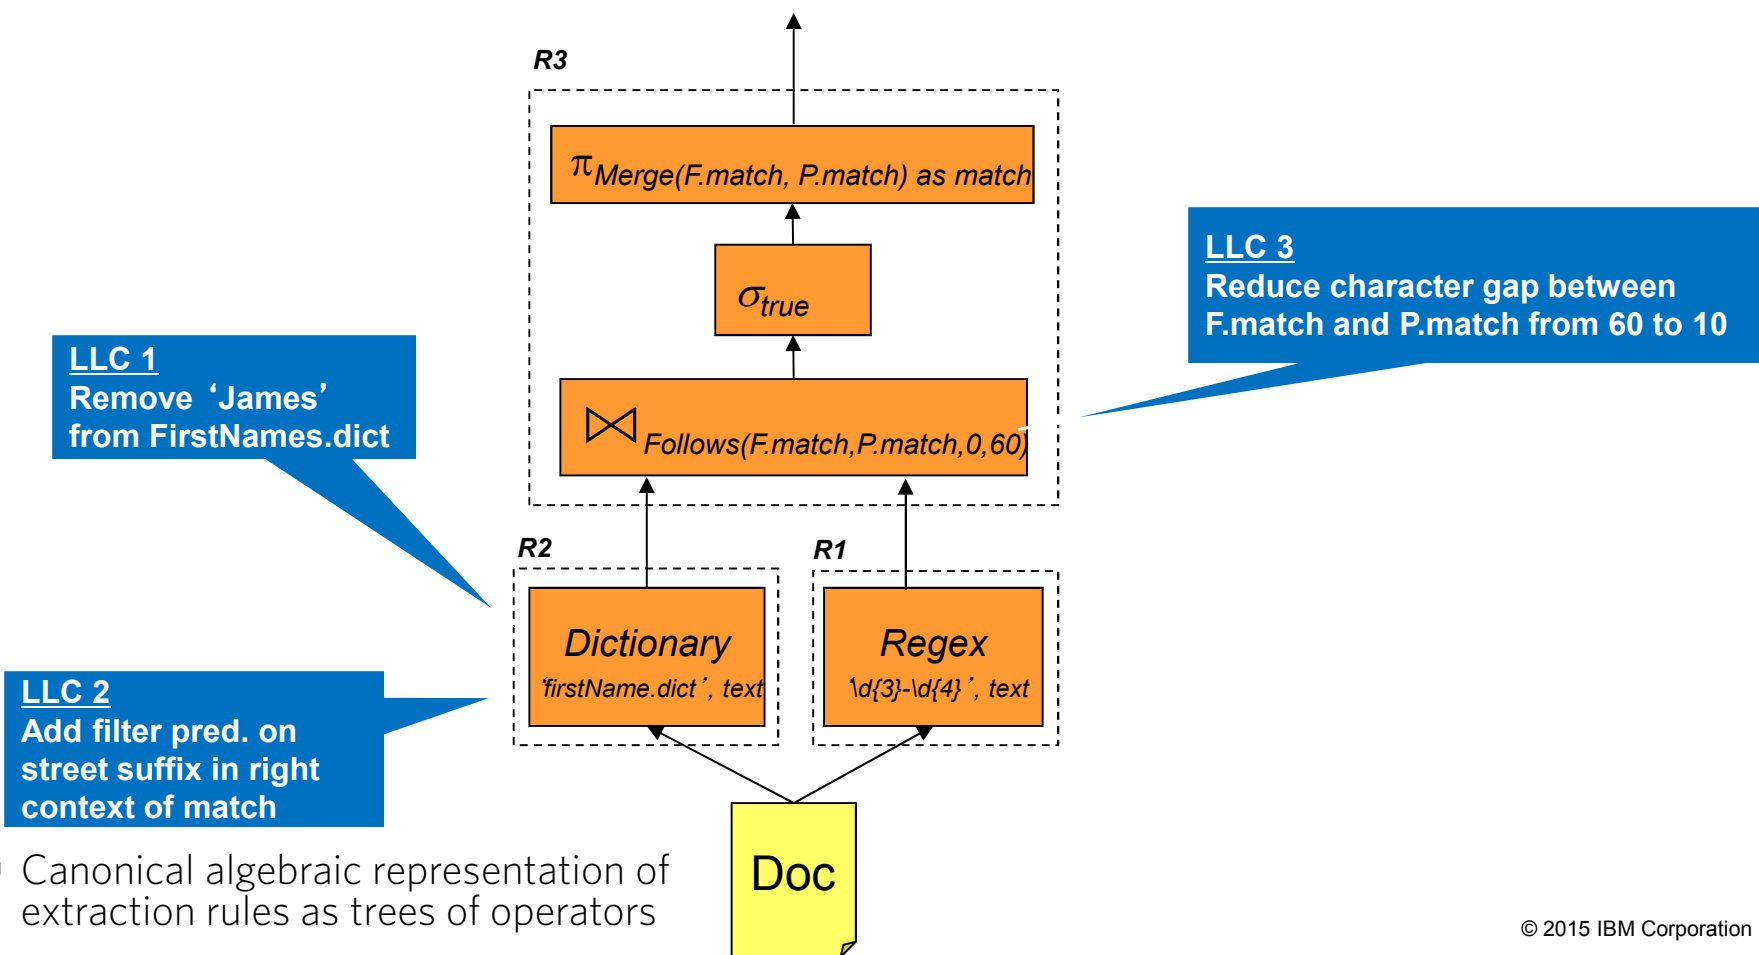 R3
πMerge(F.match, P.match) as match
LLC 3
Reduce character gap between
F.match and P.match from 60 to 10
σtrue
LLC 1
Remove ‘James’
from FirstNames.dict
⋈Follows(F.match,P.match,0,60)
R2
R1
Dictionary
‘firstName.dict’, text
Regex
‘\d{3}-\d{4}’, text
LLC 2
Add filter pred. on
street suffix in right
context of match
Doc
Canonical algebraic representation of
extraction rules as trees of operators
© 2015 IBM Corporation